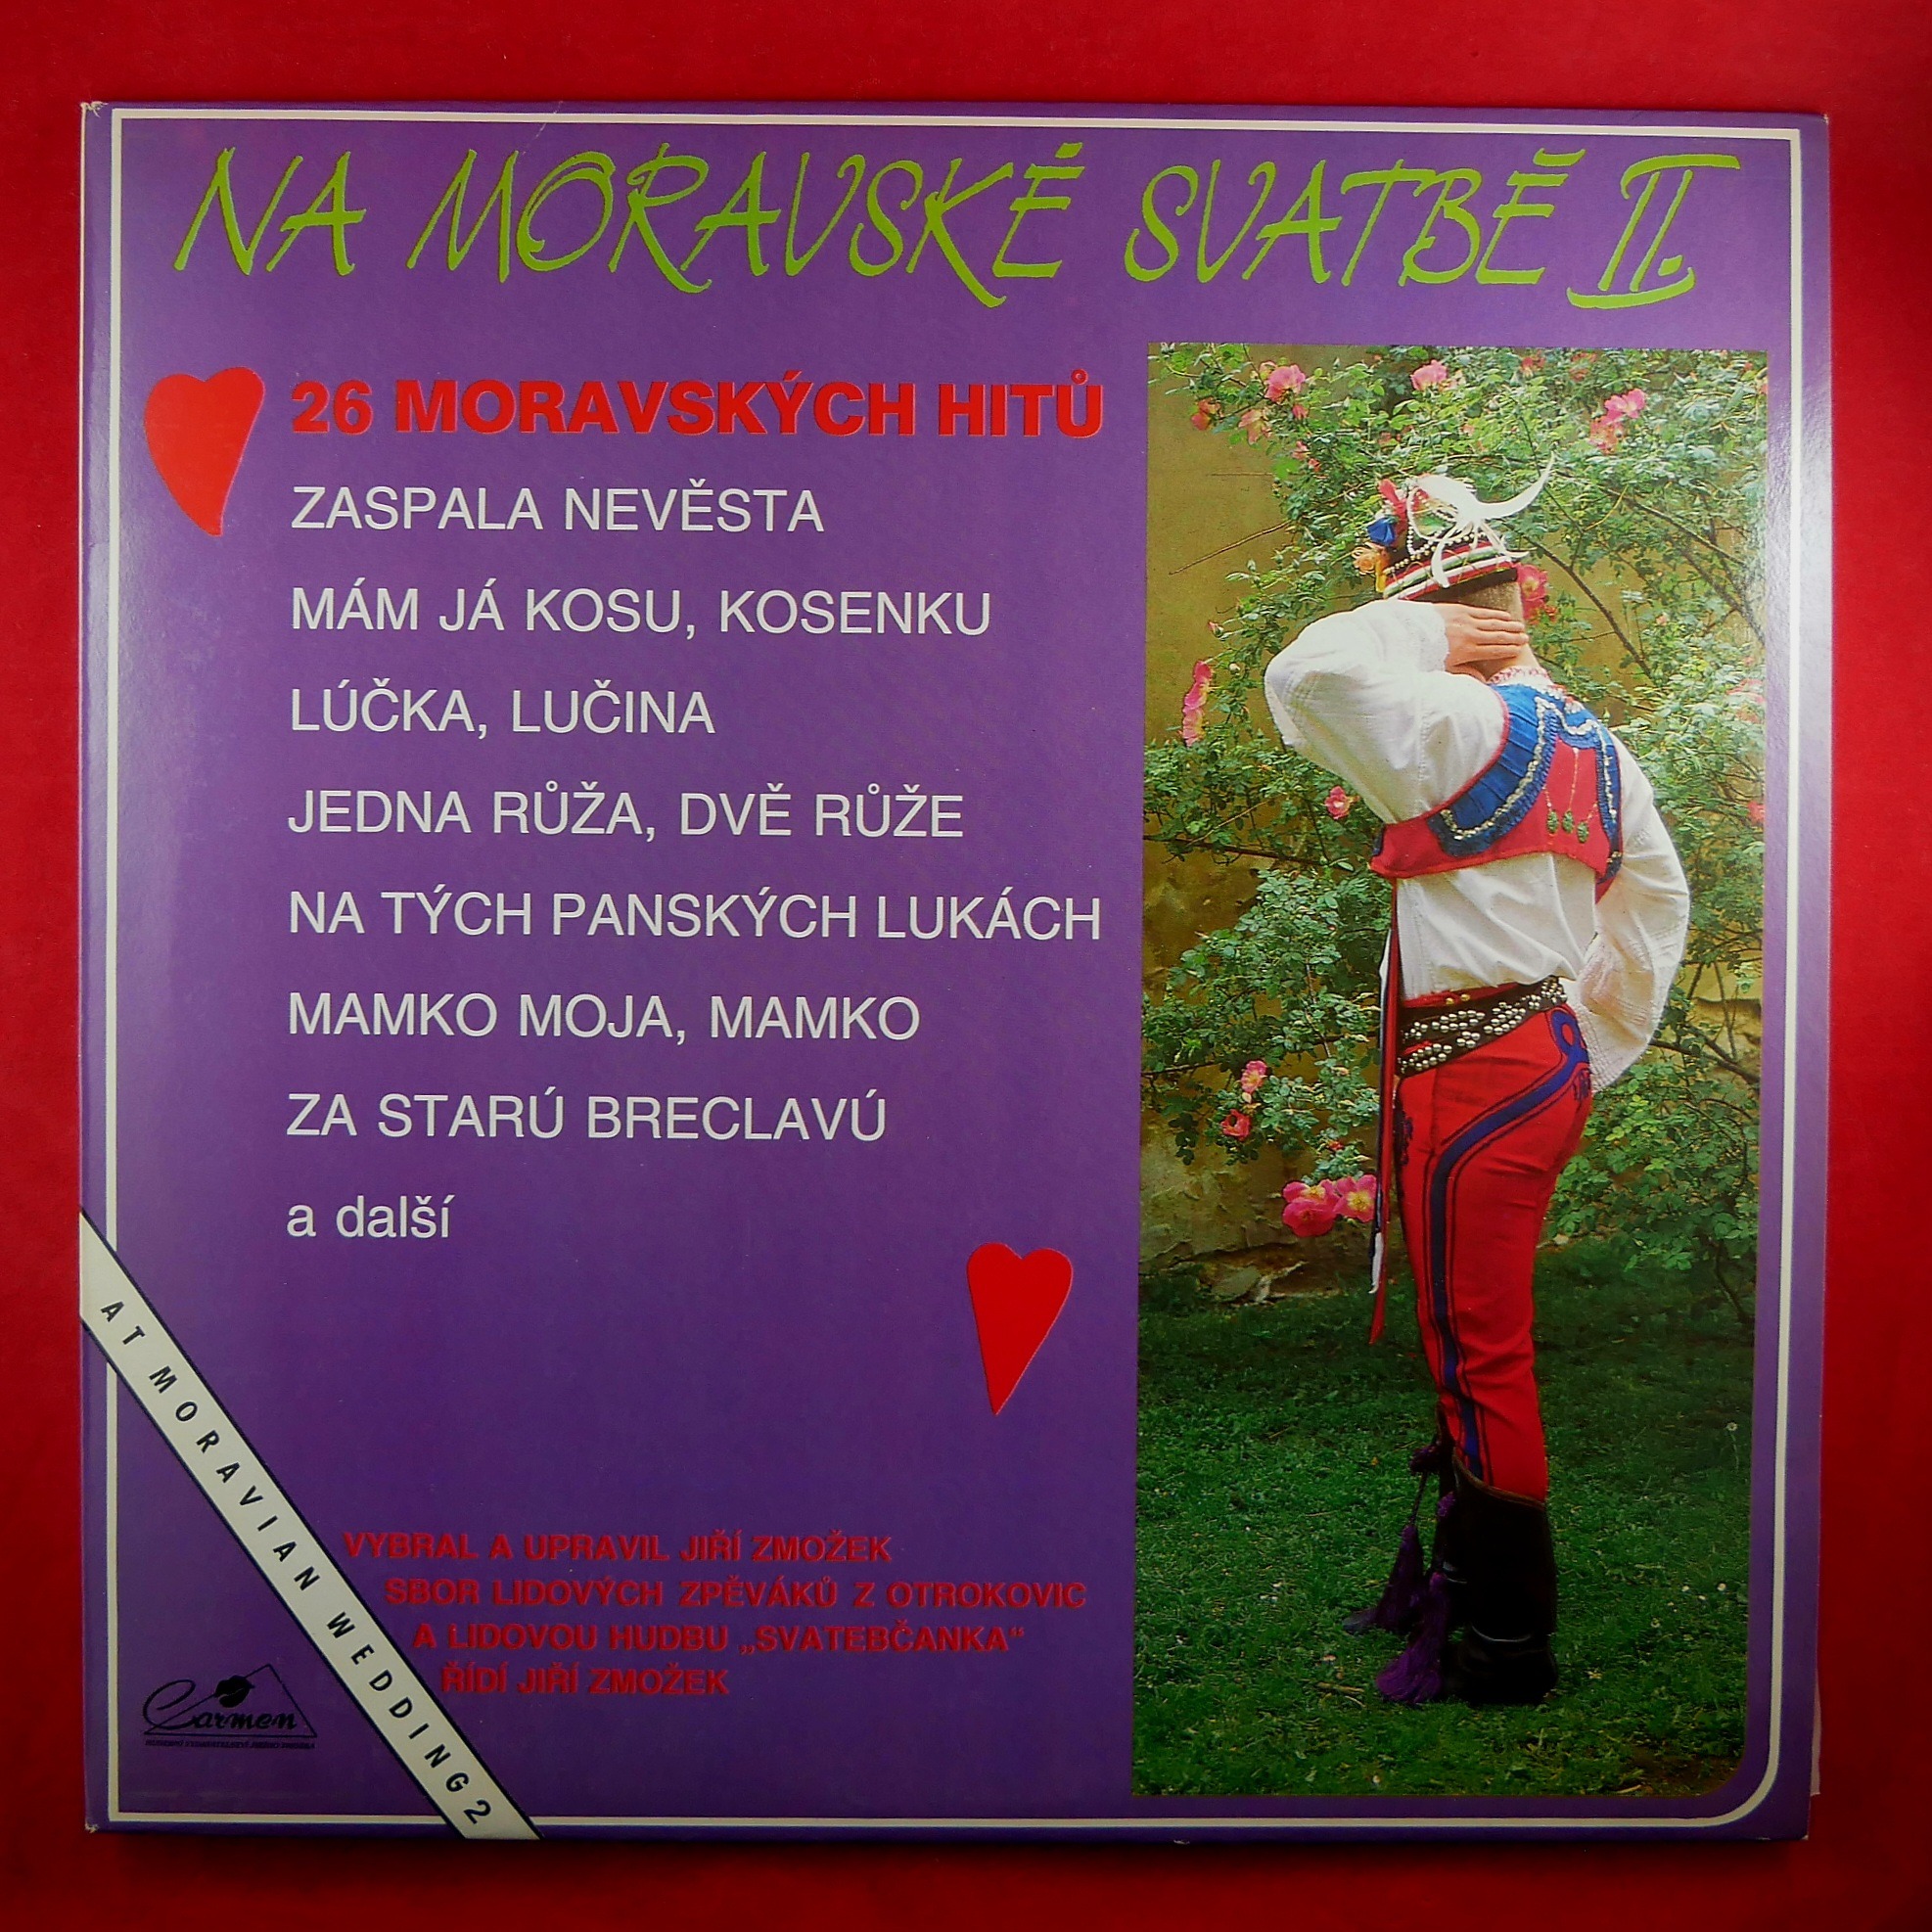 NA MORAVSKÉ SVATBĚ II.
26 MORAVSKÝCH HITŮ
ZASPALA NEVĚSTA
MÁM JÁ KOSU, KOSENKU
LÚČKA, LUČINA
JEDNA RŮŽA, DVĚ RŮŽE
NA TÝCH PANSKÝCH LUKÁCH
MAMKO MOJA, MAMKO
ZA STARÚ BRECLAVÚ
a další
AT MORAVIAN WEDDING 2
VYBRAL A UPRAVIL JIŘÍ ZMOŽEK
SBOR LIDOVÝCH ZPĚVÁKŮ Z OTROKOVIC
A LIDOVOU HUDBU „SVATEBČANKA"
ŘÍDÍ JIŘÍ ZMOŽEK
Carmen